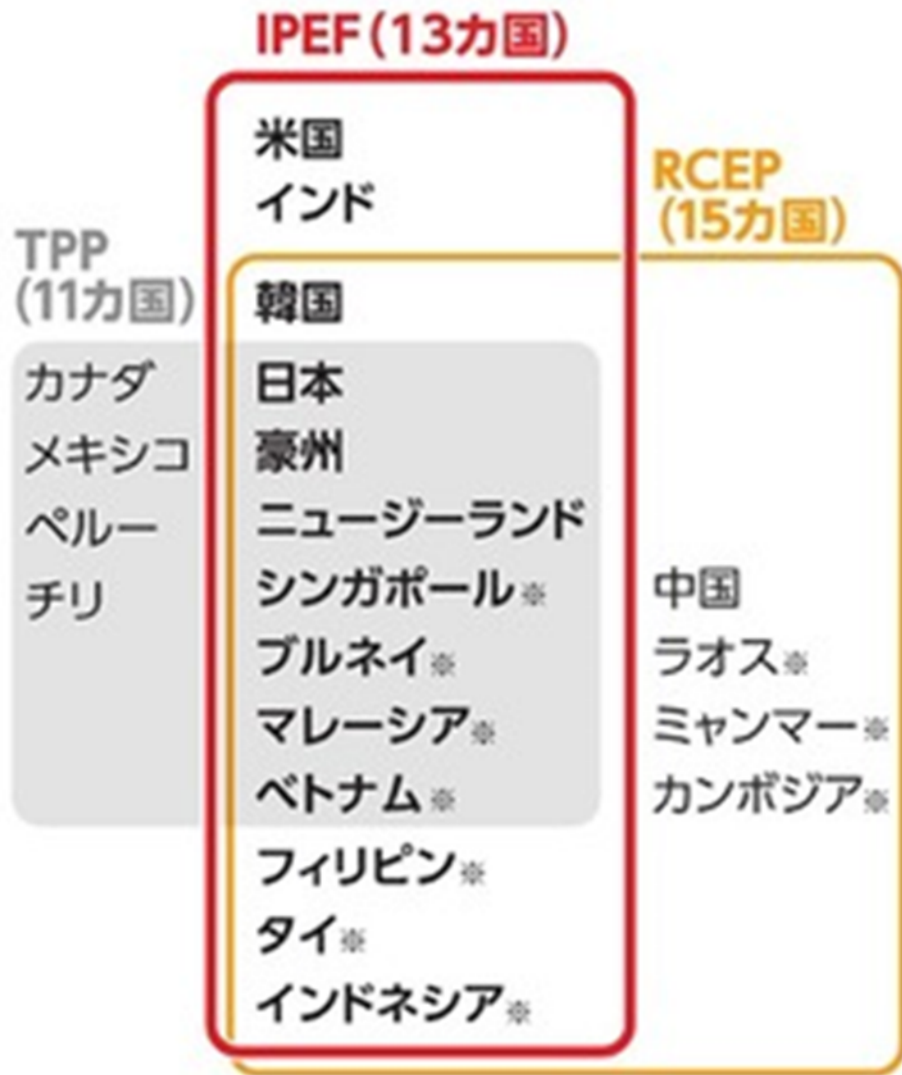 IPEF(13カ国)
米国
インド
RCEP
(15カ国)
TPP
(11カ国)
韓国
カナダ
メキシコ
ペルー
チリ
日本
豪州
ニュージーランド
シンガポール※
ブルネイ※
マレーシア※
ベトナム※
フィリピン※
タイ※
インドネシア※
中国
ラオス※
ミャンマー※
カンボジア※